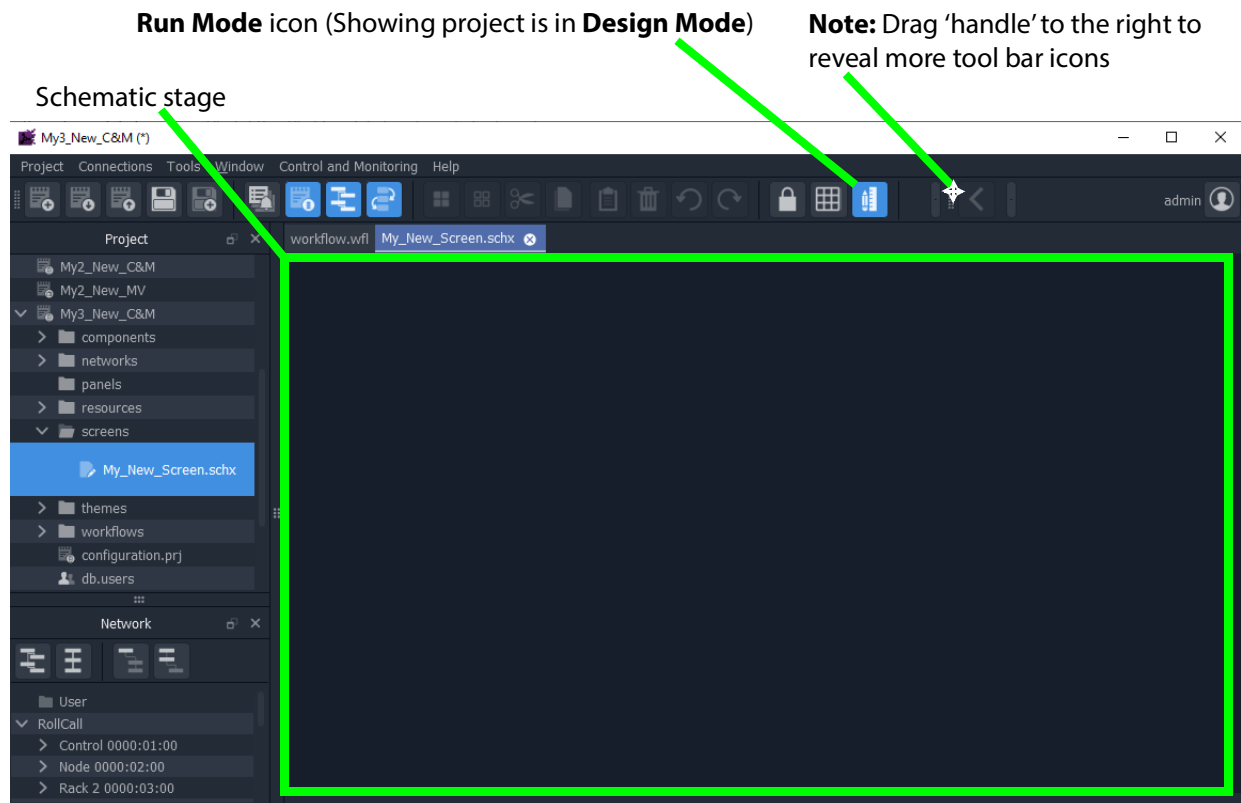 Run Mode icon (Showing project is in Design Mode)
Note: Drag ‘handle’ to the right to
reveal more tool bar icons
Schematic stage
My3_New_C&M (*)
Project Connections Tools Window Control and Monitoring Help
admin
Project
workflow.wfl My_New_Screen.schx
My2_New_C&M
My2_New_MV
My3_New_C&M
components
networks
panels
resources
screens
My_New_Screen.schx
themes
workflows
configuration.prj
db.users
Network
User
RollCall
Control 0000:01:00
Node 0000:02:00
Rack 2 0000:03:00